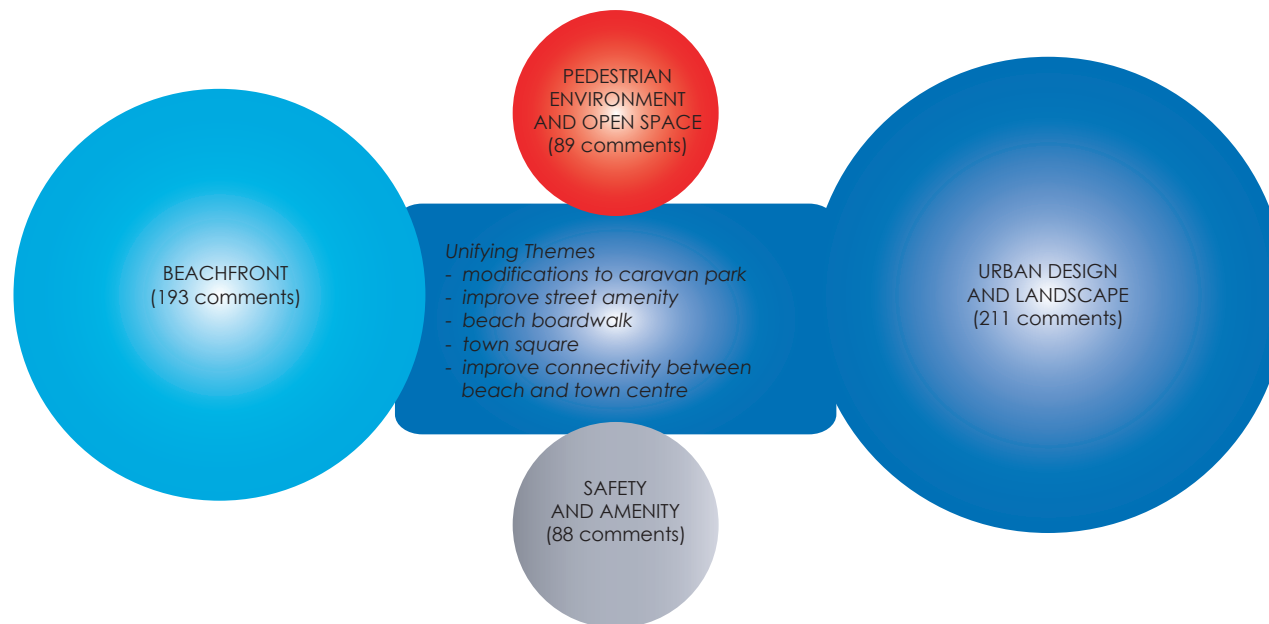 PEDESTRIAN
ENVIRONMENT
AND OPEN SPACE
(89 comments)
BEACHFRONT
(193 comments)
Unifying Themes
- modifications to caravan park
- improve street amenity
- beach boardwalk
- town square
- improve connectivity between
beach and town centre
URBAN DESIGN
AND LANDSCAPE
(211 comments)
SAFETY
AND AMENITY
(88 comments)